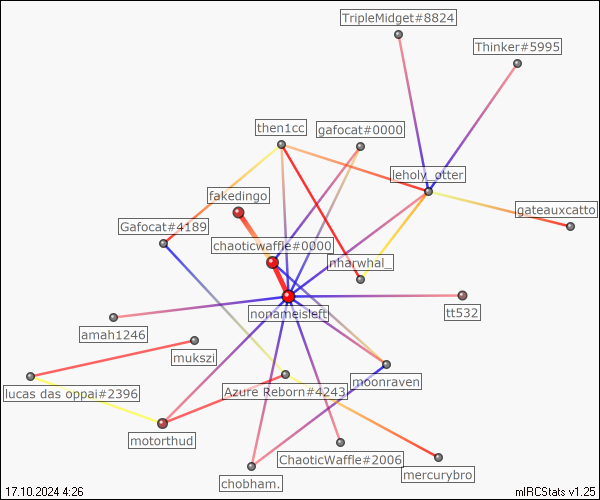 TripleMidget#8824
Thinker#5995
then1cc
gafocat#0000
leholy_otter
fakedingo
gateauxcatto
Gafocat#4189
chaoticwaffle#0000
nharwhal_
nonameisleft
tt532
amah1246
mukszi
moonraven
lucas das oppai#2396
Azure Reborn#4243
motorthud
ChaoticWaffle#2006
mercurybro
chobham.
17.10.2024 4:26
mIRCStats v1.25